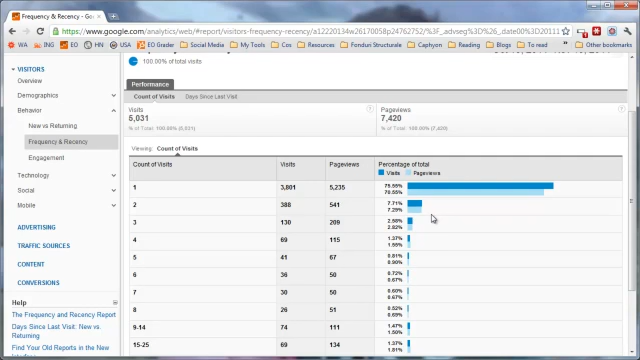 Frequency & Recency - Go
https://www.google.com/analytics/web/#report/visitors-frequency-recency/a12220134w26170058p24762752/%3F_.advseg%3D%26_.date00%3D20111
WA ING EO HN USA EO Grader Social Media My Tools Cos Resources Fondun Structurale Caphyon Reading Blogs To Read Other bookmarks
VISITORS
Overview
Demographics
Behavior
New vs Returning
Frequency & Recency
Engagement
Technology
Social
Mobile
ADVERTISING
TRAFFIC SOURCES
CONTENT
CONVERSIONS
Help
The Frequency and Recency Report
Days Since Last Visit: New vs.
Returning
Find Your Old Reports in the New
100.00% of total visits
Performance
Count of Visits Days Since Last Visit
Visits Pageviews
5,031 7,420
% of Total: 100.00% (5,031) % of Total: 100.00% (7,420)
Viewing: Count of Visits
Count of Visits Visits Pageviews Percentage of total
Visits Pageviews
1 3,801 5,235 75.55%
70.55%
2 388 541 7.71%
7.29%
3 130 209 2.58%
2.82%
4 69 115 1.37%
1.55%
5 41 67 0.81%
0.90%
6 36 50 0.72%
0.67%
7 30 50 0.60%
0.67%
8 26 51 0.52%
0.69%
9-14 74 111 1.47%
1.50%
15-25 69 134 1.37%
1.81%